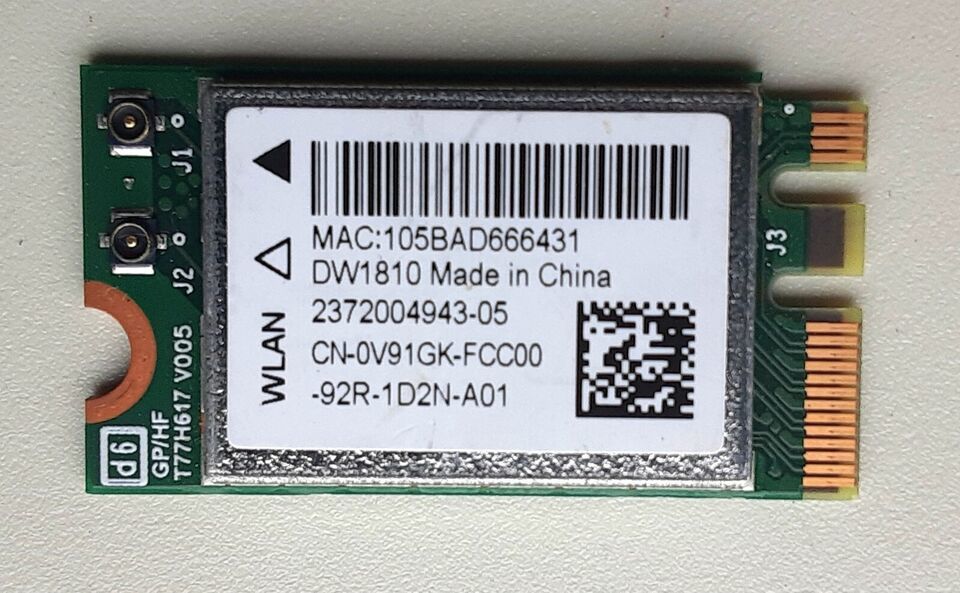 MAC:105BAD666431
DW1810 Made in China
2372004943-05
CN-0V91GK-FCC00
-92R-1D2N-A01
WLAN
J1
J2
J3
GP/HF
T77H617 V005
9P